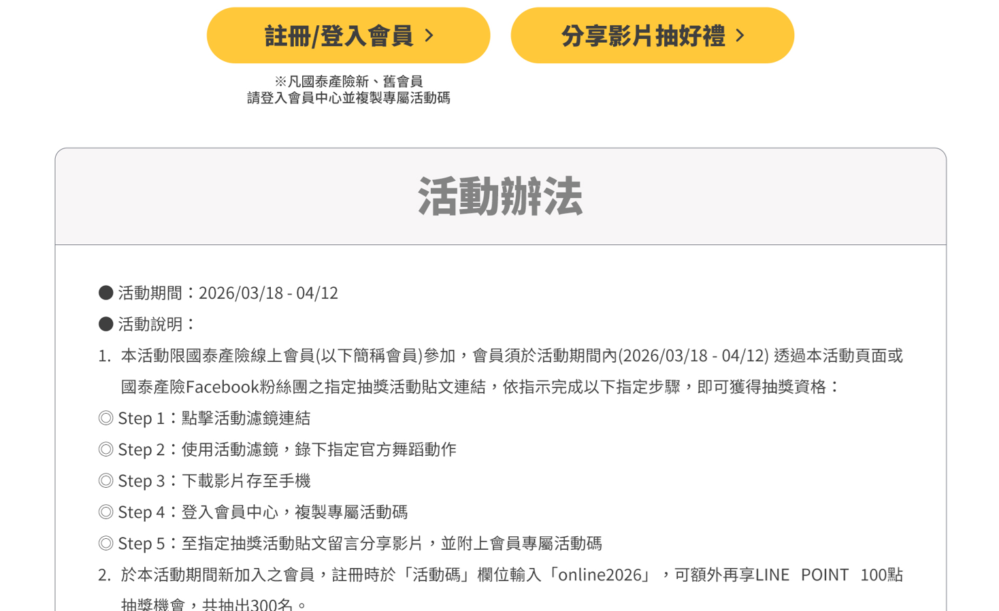 註冊/登入會員 >
分享影片抽好禮 >
※凡國泰產險新、舊會員
請登入會員中心並複製專屬活動碼
活動辦法
● 活動期間：2026/03/18 - 04/12
● 活動說明：
1. 本活動限國泰產險線上會員(以下簡稱會員)參加，會員須於活動期間內(2026/03/18 - 04/12) 透過本活動頁面或
國泰產險Facebook粉絲團之指定抽獎活動貼文連結，依指示完成以下指定步驟，即可獲得抽獎資格：
◎ Step 1：點擊活動濾鏡連結
◎ Step 2：使用活動濾鏡，錄下指定官方舞蹈動作
◎ Step 3：下載影片存至手機
◎ Step 4：登入會員中心，複製專屬活動碼
◎ Step 5：至指定抽獎活動貼文留言分享影片，並附上會員專屬活動碼
2. 於本活動期間新加入之會員，註冊時於「活動碼」欄位輸入「online2026」，可額外再享LINE POINT 100點
抽獎機會，共抽出300名。